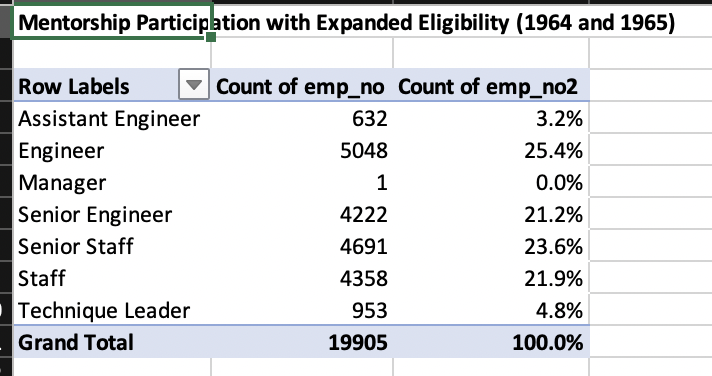 Mentorship Participation with Expanded Eligibility (1964 and 1965)
Row Labels Count of emp_no Count of emp_no2
Assistant Engineer 632 3.2%
Engineer 5048 25.4%
Manager 1 0.0%
Senior Engineer 4222 21.2%
Senior Staff 4691 23.6%
Staff 4358 21.9%
Technique Leader 953 4.8%
Grand Total 19905 100.0%